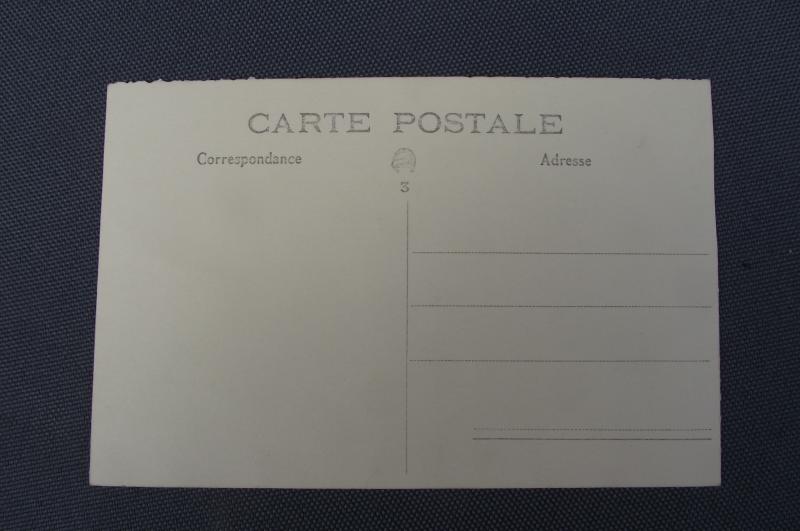 CARTE POSTALE
Correspondance
Adresse
3